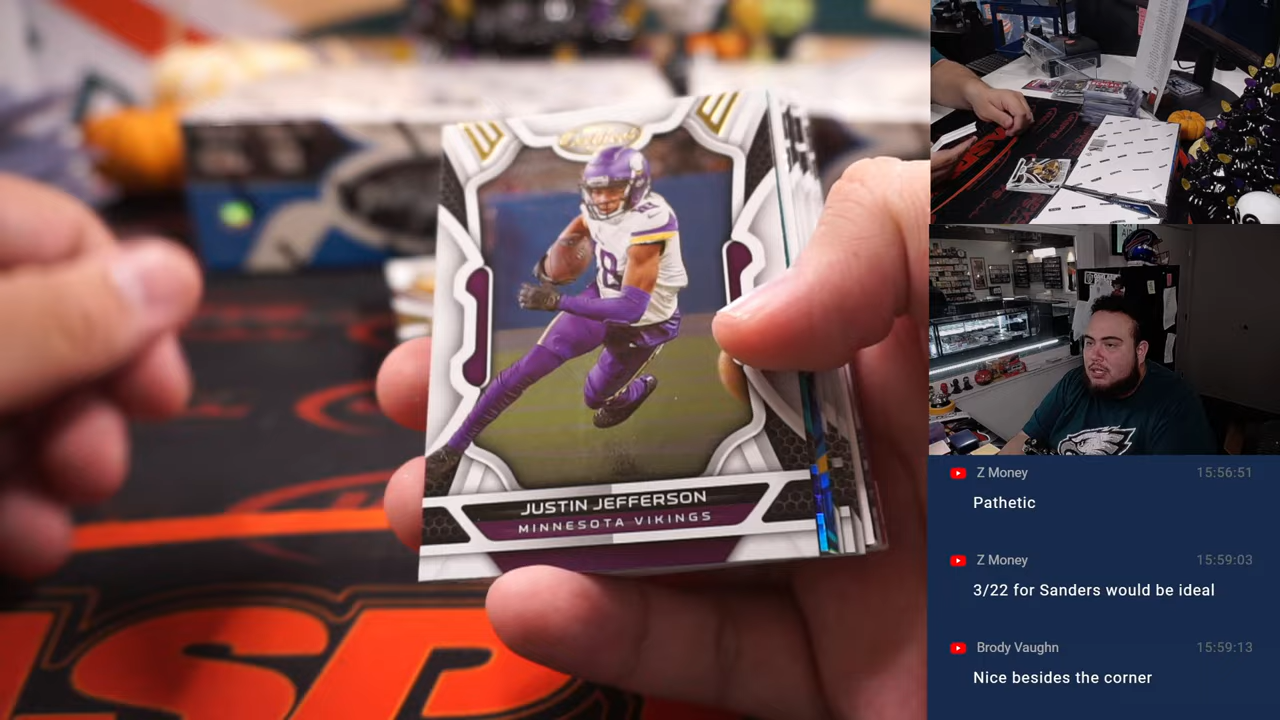 Certified
18
JUSTIN JEFFERSON
MINNESOTA VIKINGS
Z Money 15:56:51
Pathetic
Z Money 15:59:03
3/22 for Sanders would be ideal
Brody Vaughn 15:59:13
Nice besides the corner